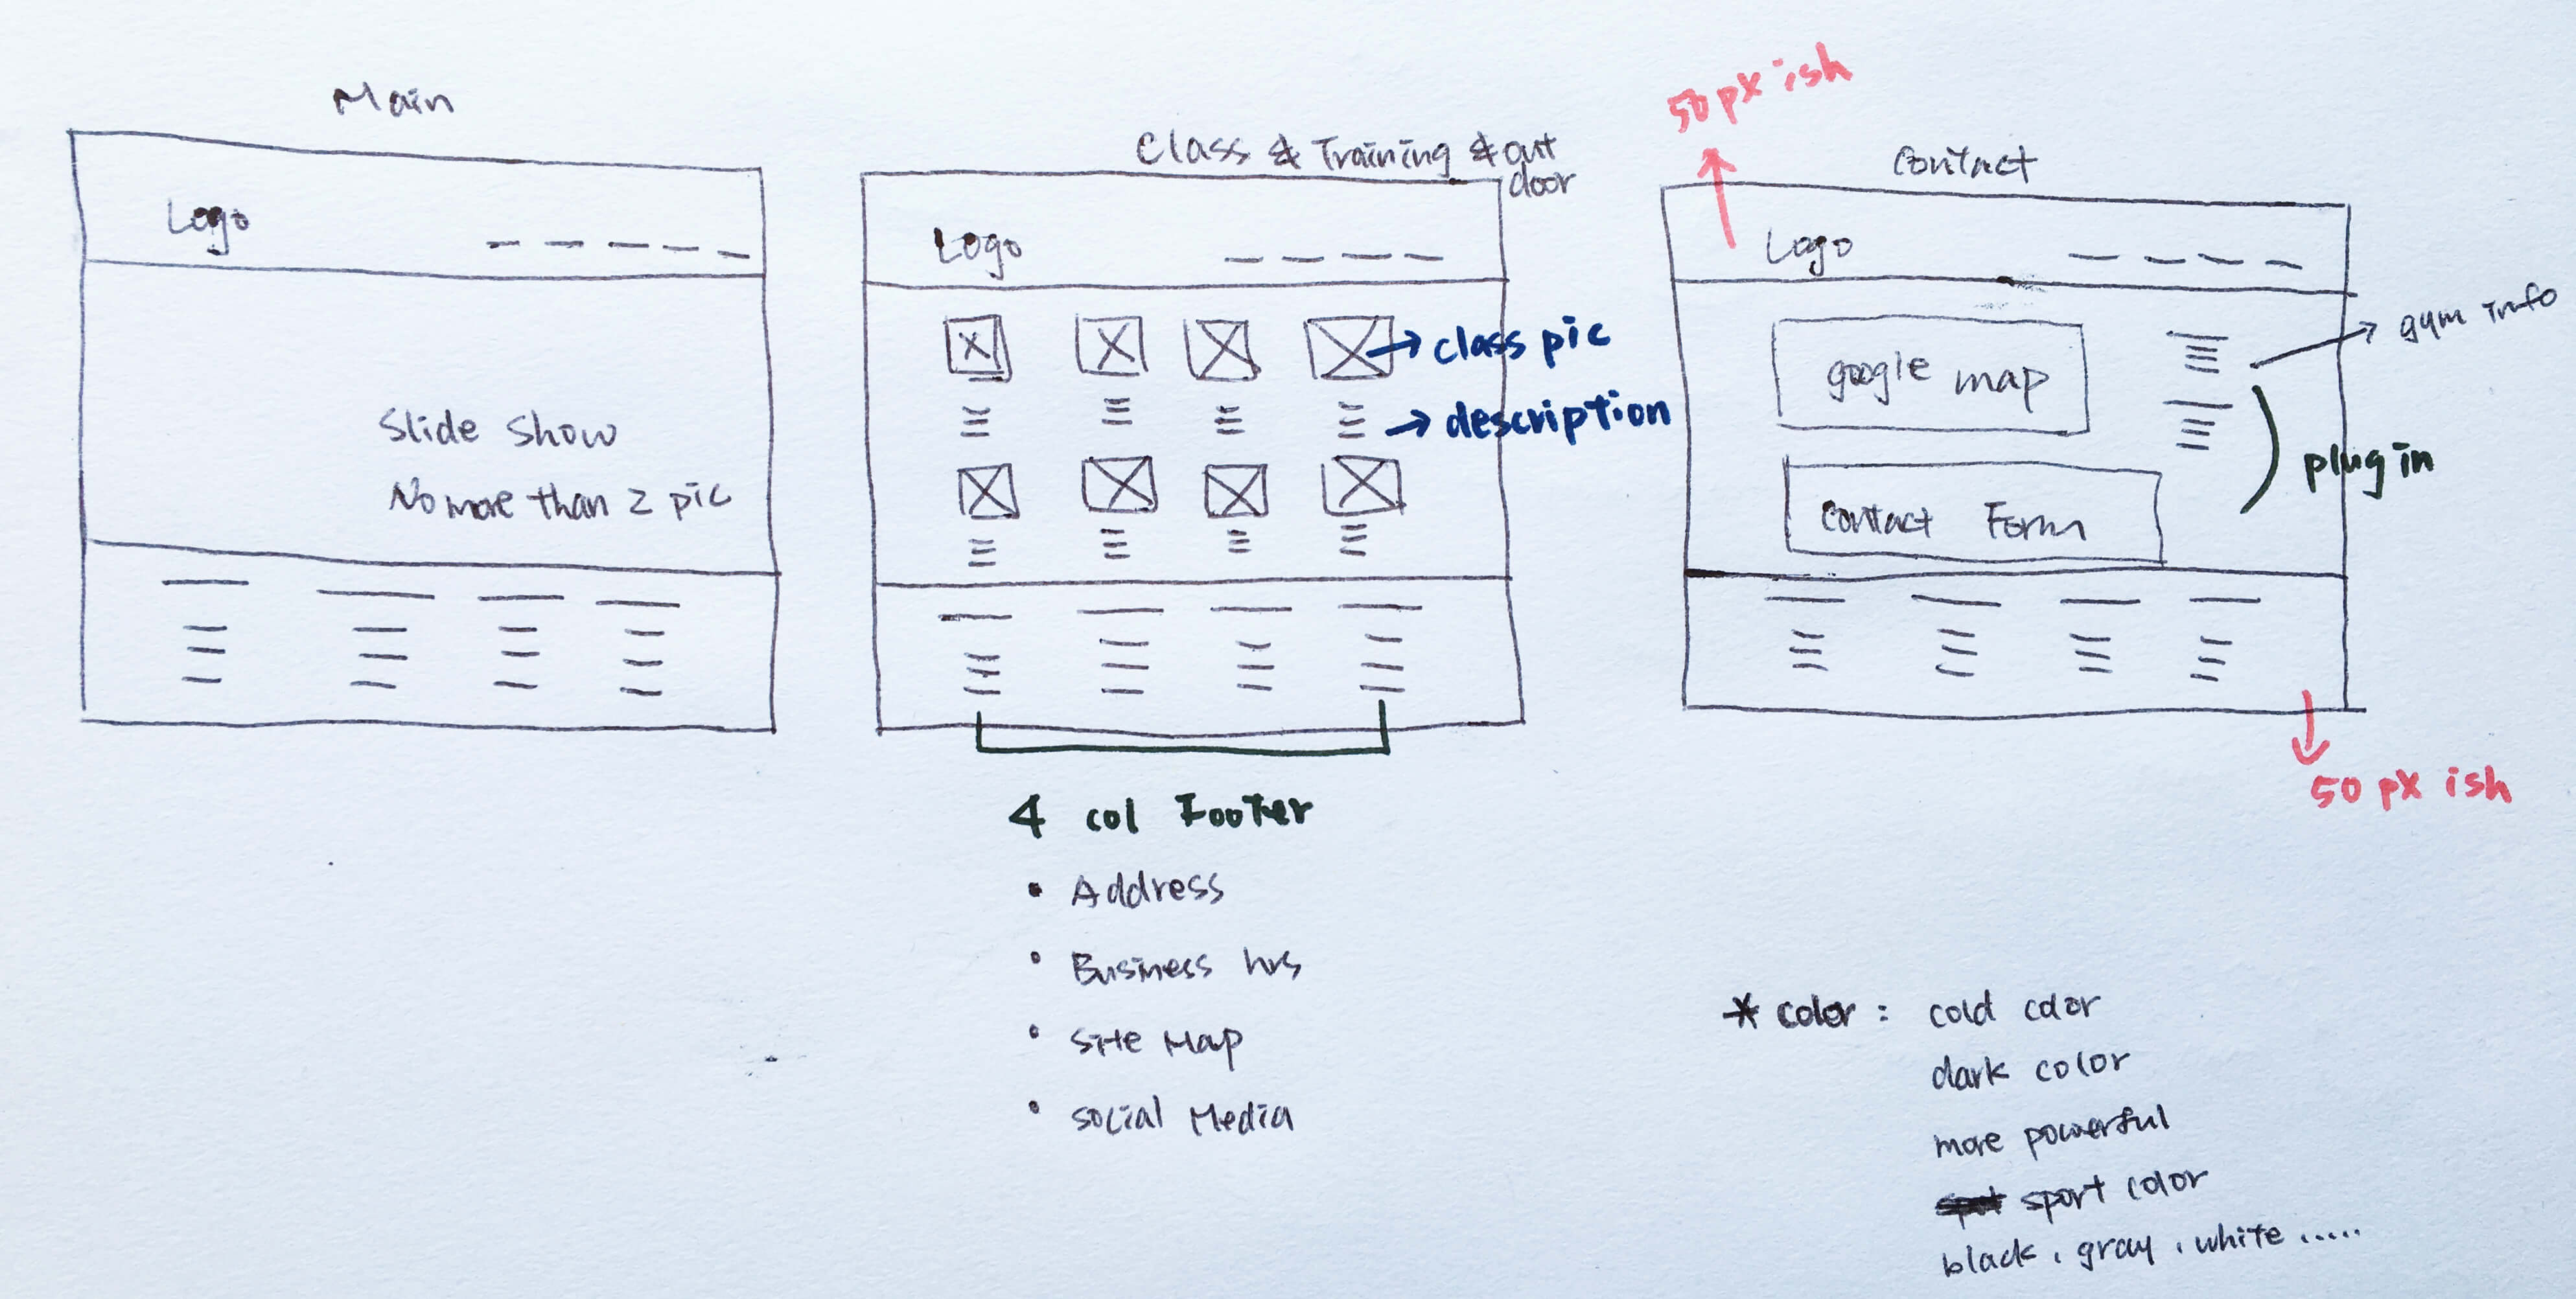 Main
Logo
Slide Show
No more than 2 pic
Class & Training & out
door
Logo
class pic
description
4 col Footer
• Address
• Business hrs
• Site Map
• Social Media
50 px ish
Contact
Logo
google map
gym info
Contact Form
plug in
50 px ish
* color : cold color
dark color
more powerful
sport color
black, gray, white .....